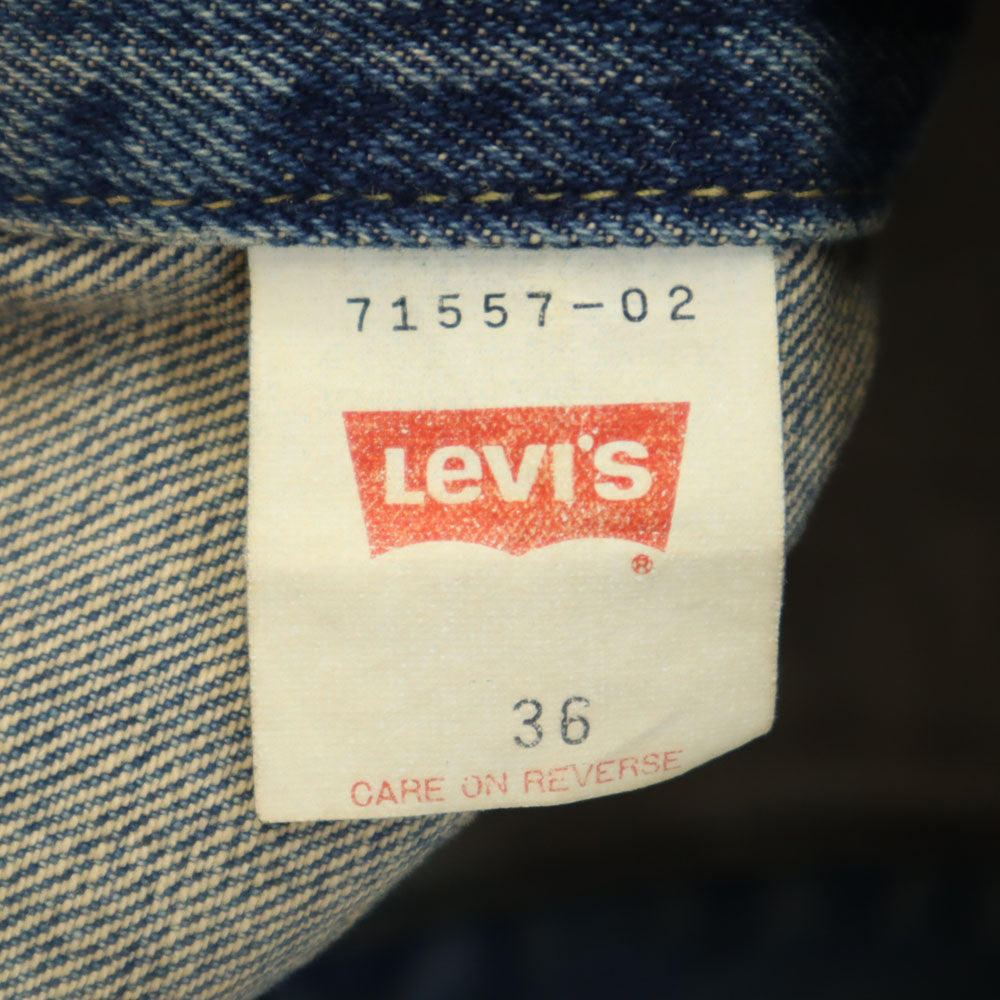 71557-02
LEVI'S
®
36
CARE ON REVERSE